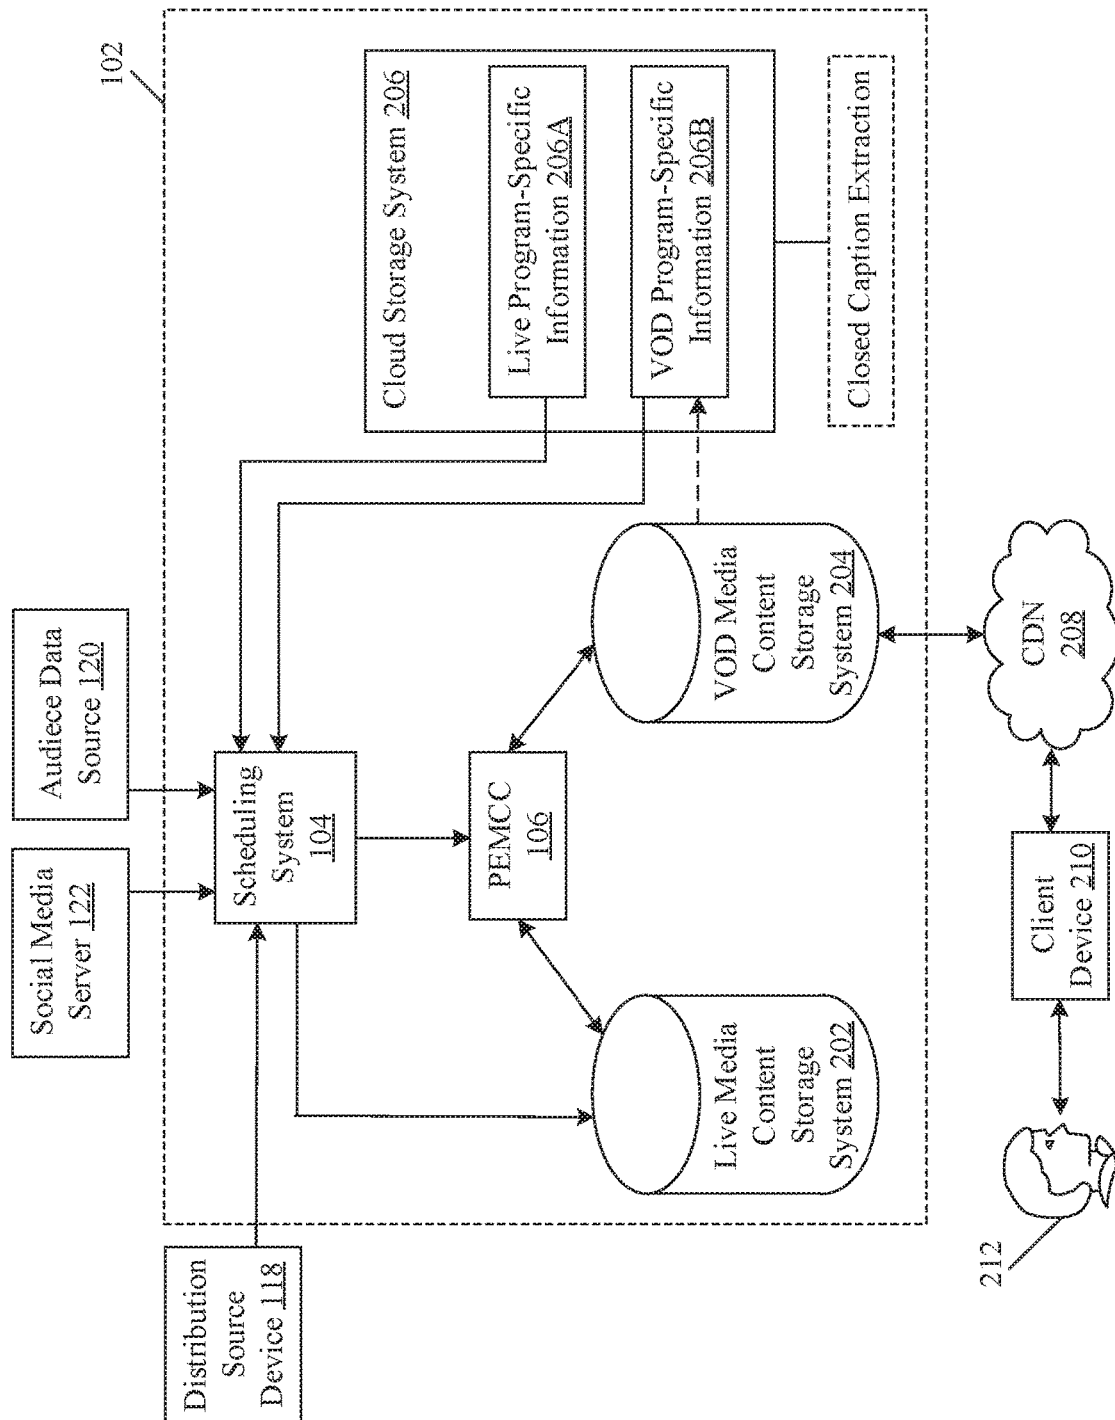 102
Social Media
Server 122
Audiece Data
Source 120
Distribution
Source
Device 118
Scheduling
System
104
Cloud Storage System 206
Live Program-Specific
Information 206A
VOD Program-Specific
Information 206B
PEMCC
106
Live Media
Content
Storage
System 202
VOD Media
Content
Storage
System 204
Closed Caption Extraction
212
Client
Device 210
CDN
208